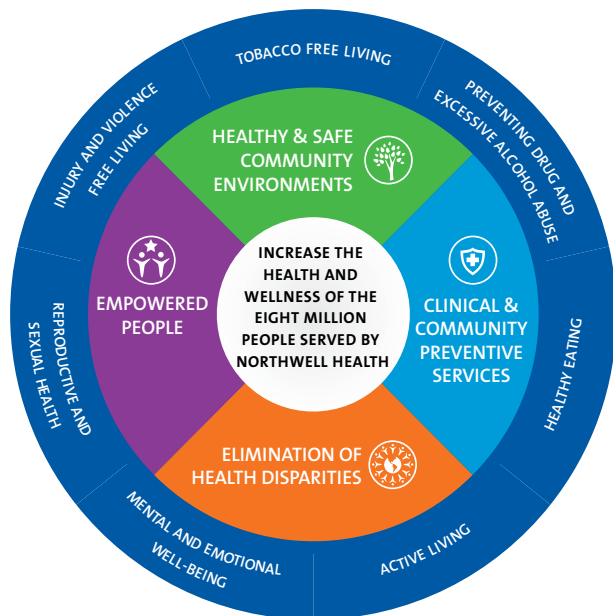 TOBACCO FREE LIVING
PREVENTING DRUG AND
EXCESSIVE ALCOHOL ABUSE
HEALTHY EATING
ACTIVE LIVING
MENTAL AND EMOTIONAL
WELL-BEING
REPRODUCTIVE AND
SEXUAL HEALTH
INJURY AND VIOLENCE
FREE LIVING
HEALTHY & SAFE
COMMUNITY
ENVIRONMENTS
CLINICAL &
COMMUNITY
PREVENTIVE
SERVICES
ELIMINATION OF
HEALTH DISPARITIES
EMPOWERED
PEOPLE
INCREASE THE
HEALTH AND
WELLNESS OF THE
EIGHT MILLION
PEOPLE SERVED BY
NORTHWELL HEALTH